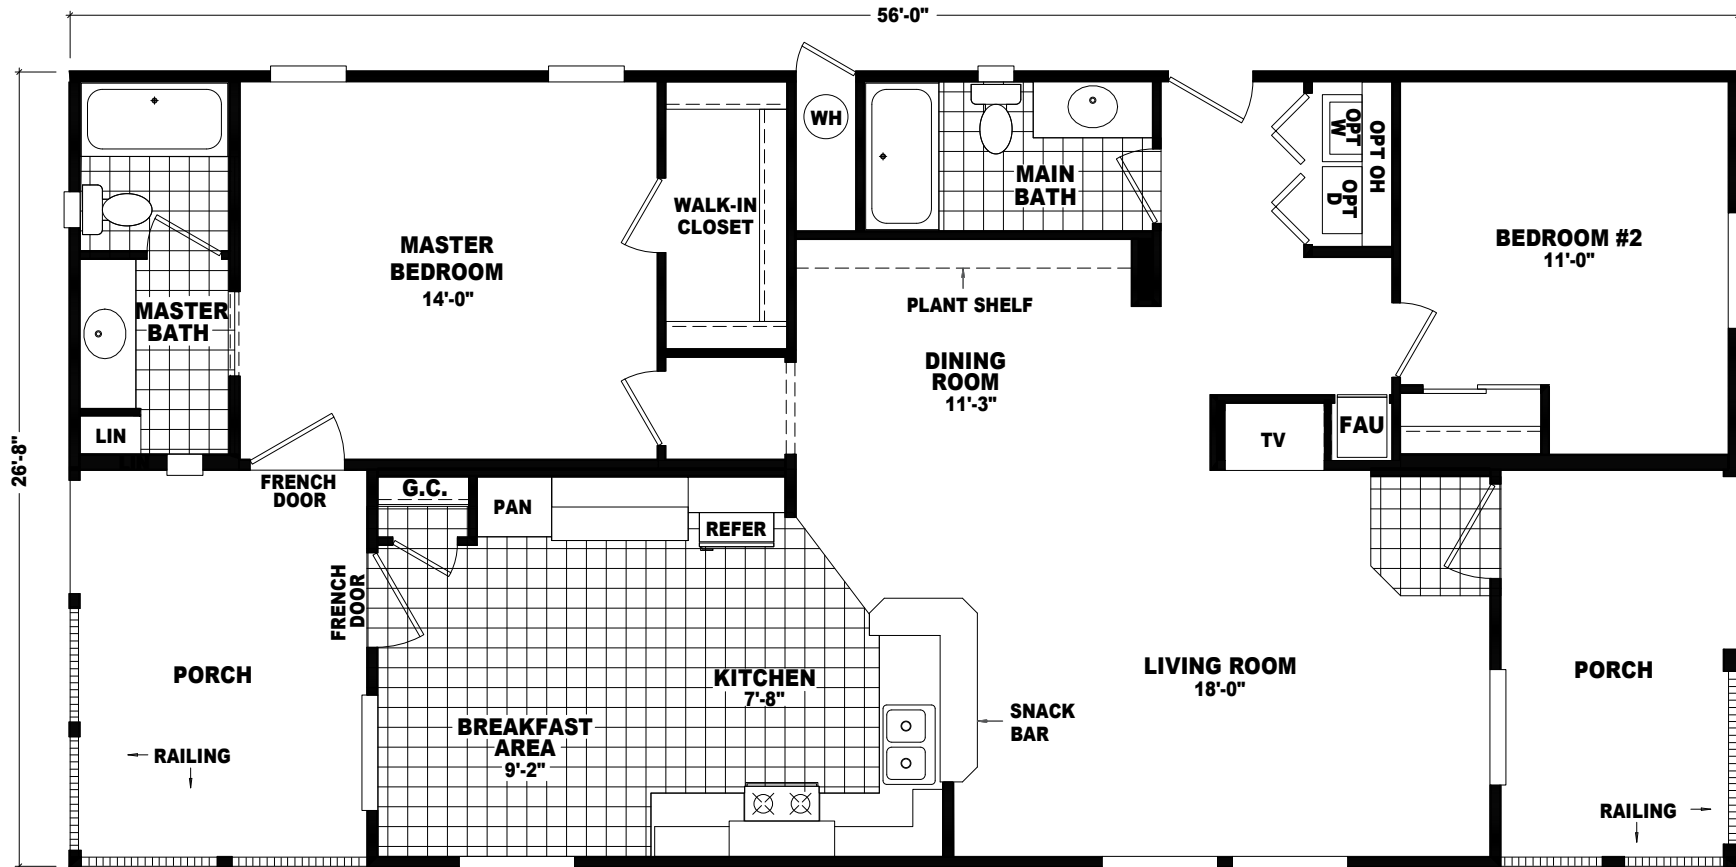 56'-0"
26'-8"
WH
OPT
W
OPT
D
OPT OH
MAIN
BATH
WALK-IN
CLOSET
MASTER
BEDROOM
14'-0"
BEDROOM #2
11'-0"
MASTER
BATH
PLANT SHELF
DINING
ROOM
11'-3"
LIN
TV
FAU
FRENCH
DOOR
G.C.
PAN
REFER
FRENCH
DOOR
PORCH
KITCHEN
7'-8"
LIVING ROOM
18'-0"
PORCH
BREAKFAST
AREA
9'-2"
SNACK
BAR
RAILING
RAILING